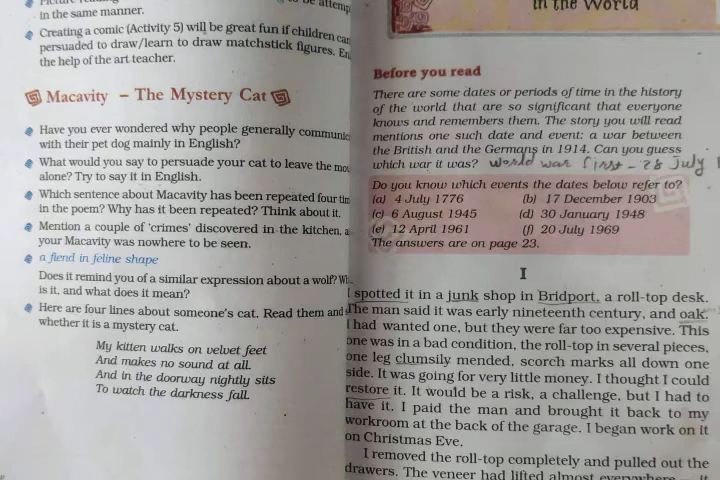 in the same manner.
Creating a comic (Activity 5) will be great fun if children can
persuaded to draw/learn to draw matchstick figures.
the help of the art teacher.
Macavity – The Mystery Cat
Have you ever wondered why people generally
with their pet dog mainly in English?
What would you say to persuade your cat to leave the
alone? Try to say it in English.
Which sentence about Macavity has been repeated four
in the poem? Why has it been repeated? Think about it.
Mention a couple of 'crimes' discovered in the kitchen,
your Macavity was nowhere to be seen.
a fiend in feline shape
Does it remind you of a similar expression about a wolf?
is it, and what does it mean?
Here are four lines about someone's cat. Read them and
whether it is a mystery cat.
My kitten walks on velvet feet
And makes no sound at all.
And in the doorway nightly sits
To watch the darkness fall.
in the World
Before you read
There are some dates or periods of time in the history
of the world that are so significant that everyone
knows and remembers them. The story you will read
mentions one such date and event: a war between
the British and the Germans in 1914. Can you guess
which war it was? World war first – 28 July
Do you know which events the dates below refer to?
(a) 4 July 1776 (b) 17 December 1903
(c) 6 August 1945 (d) 30 January 1948
(e) 12 April 1961 (f) 20 July 1969
The answers are on page 23.
I
I spotted it in a junk shop in Bridport, a roll-top desk.
The man said it was early nineteenth century, and oak.
I had wanted one, but they were far too expensive. This
one was in a bad condition, the roll-top in several pieces,
one leg clumsily mended, scorch marks all down one
side. It was going for very little money. I thought I could
restore it. It would be a risk, a challenge, but I had to
have it. I paid the man and brought it back to my
workroom at the back of the garage. I began work on it
on Christmas Eve.
I removed the roll-top completely and pulled out the
drawers. The veneer had lifted almost everywhere — it